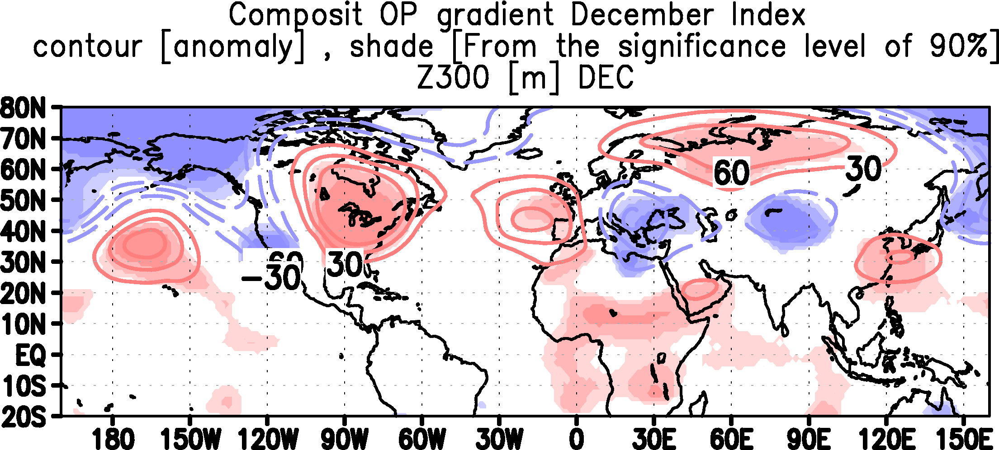 Composit OP gradient December Index
contour [anomaly] , shade [From the significance level of 90%]
Z300 [m] DEC
80N
70N
60N
50N
40N
30N
20N
10N
EQ
10S
20S
60
30
60
-30
30
180 150W 120W 90W 60W 30W 0 30E 60E 90E 120E 150E